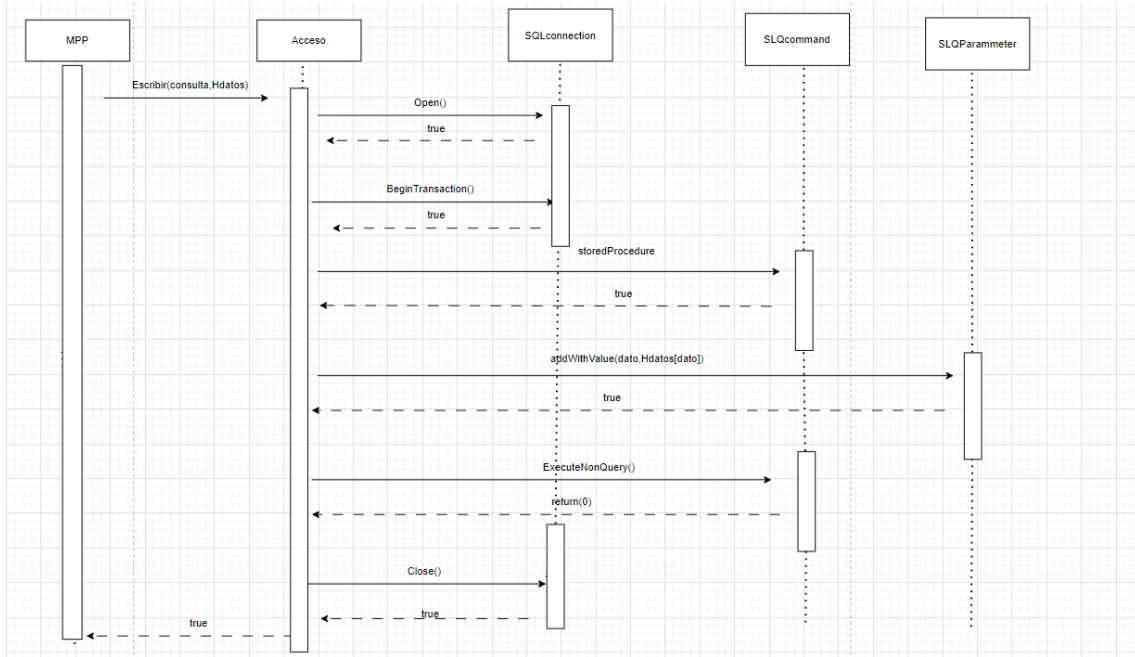 MPP
Acceso
SQLconnection
SLQcommand
SLQParammeter
Escribir(consulta,Hdatos)
Open()
true
BeginTransaction()
true
storedProcedure
true
addWithValue(dato,Hdatos[dato])
true
ExecuteNonQuery()
return(0)
Close()
true
true